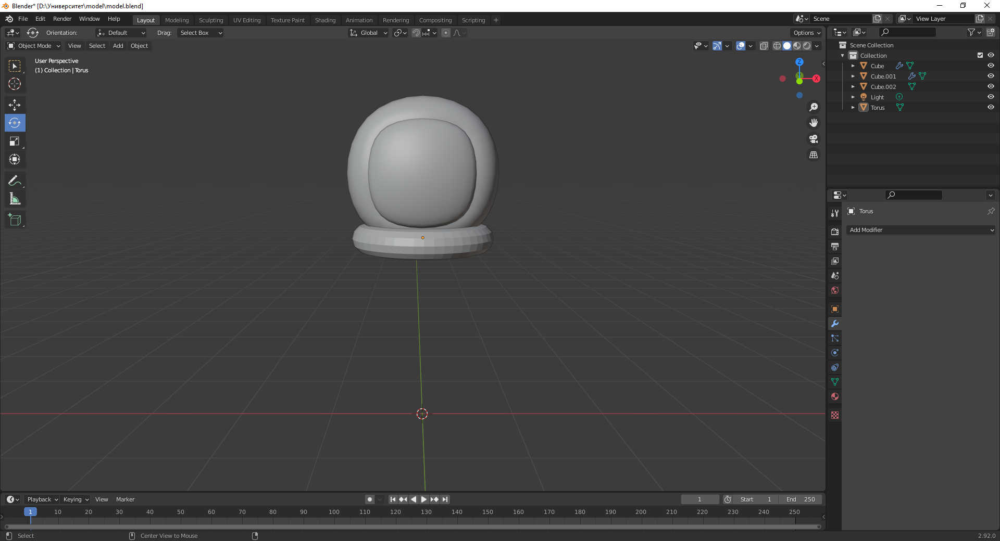 Blender* [D:\Университет\model\model.blend]
File Edit Render Window Help Layout Modeling Sculpting UV Editing Texture Paint Shading Animation Rendering Compositing Scripting + Scene View Layer
Orientation: Default Drag: Select Box Global Options
Object Mode View Select Add Object
User Perspective
(1) Collection | Torus
Z
Y
X
Scene Collection
Collection
Cube
Cube.001
Cube.002
Light
Torus
Torus
Add Modifier
Playback Keying View Marker 1 Start 1 End 250
1 10 20 30 40 50 60 70 80 90 100 110 120 130 140 150 160 170 180 190 200 210 220 230 240 250
Select Center View to Mouse 2.92.0